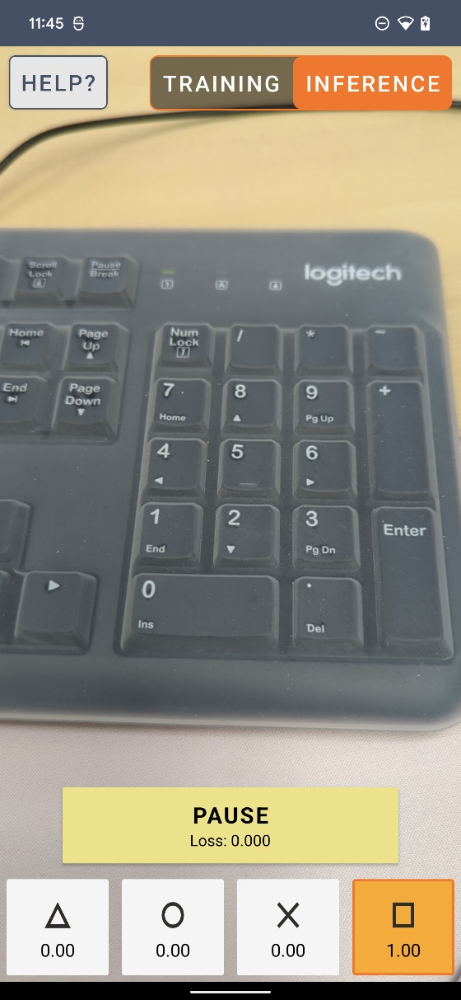 11:45
HELP?
TRAINING INFERENCE
Scroll Lock
Pause Break
1
A
logitech
Home
Page Up
Num Lock
1
/
*
-
End
Page Down
7 Home
8
9 Pg Up
+
4
5
6
1 End
2
3 Pg Dn
Enter
0 Ins
. Del
PAUSE
Loss: 0.000
0.00 0.00 0.00 1.00